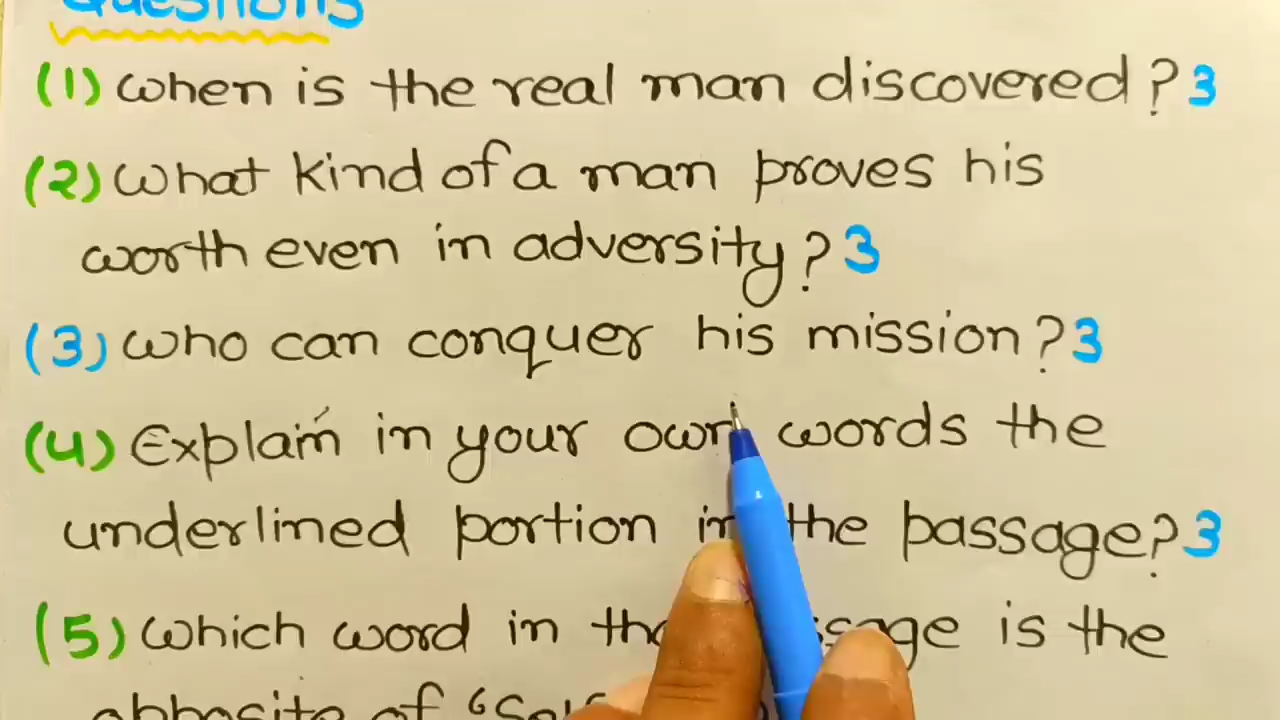 Questions
(1) When is the real man discovered? 3
(2) What kind of a man proves his
worth even in adversity? 3
(3) Who can conquer his mission? 3
(4) Explain in your own words the
underlined portion in the passage? 3
(5) Which word in the passage is the
opposite of